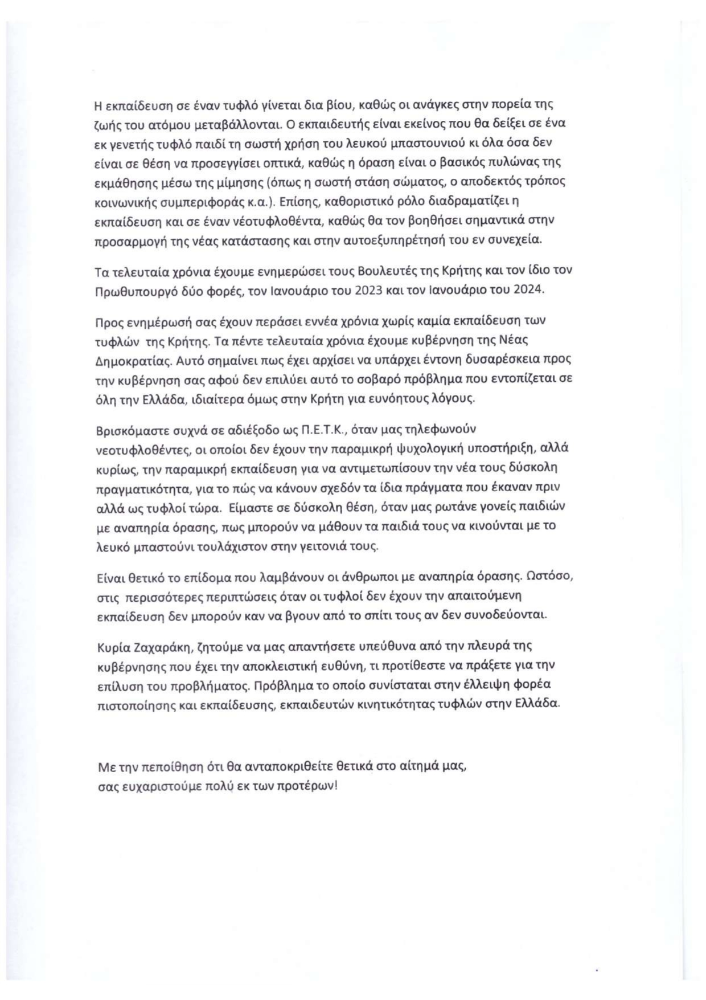 Η εκπαίδευση σε έναν τυφλό γίνεται δια βίου, καθώς οι ανάγκες στην πορεία της
ζωής του ατόμου μεταβάλλονται. Ο εκπαιδευτής είναι εκείνος που θα δείξει σε ένα
εκ γενετής τυφλό παιδί τη σωστή χρήση του λευκού μπαστουνιού κι όλα όσα δεν
είναι σε θέση να προσεγγίσει οπτικά, καθώς η όραση είναι ο βασικός πυλώνας της
εκμάθησης μέσω της μίμησης (όπως η σωστή στάση σώματος, ο αποδεκτός τρόπος
κοινωνικής συμπεριφοράς κ.α.). Επίσης, καθοριστικό ρόλο διαδραματίζει η
εκπαίδευση και σε έναν νέοτυφλοθέντα, καθώς θα τον βοηθήσει σημαντικά στην
προσαρμογή της νέας κατάστασης και στην αυτοεξυπηρέτησή του εν συνεχεία.
Τα τελευταία χρόνια έχουμε ενημερώσει τους Βουλευτές της Κρήτης και τον ίδιο τον
Πρωθυπουργό δύο φορές, τον Ιανουάριο του 2023 και τον Ιανουάριο του 2024.
Προς ενημέρωσή σας έχουν περάσει εννέα χρόνια χωρίς καμία εκπαίδευση των
τυφλών της Κρήτης. Τα πέντε τελευταία χρόνια έχουμε κυβέρνηση της Νέας
Δημοκρατίας. Αυτό σημαίνει πως έχει αρχίσει να υπάρχει έντονη δυσαρέσκεια προς
την κυβέρνηση σας αφού δεν επιλύει αυτό το σοβαρό πρόβλημα που εντοπίζεται σε
όλη την Ελλάδα, ιδιαίτερα όμως στην Κρήτη για ευνόητους λόγους.
Βρισκόμαστε συχνά σε αδιέξοδο ως Π.Ε.Τ.Κ., όταν μας τηλεφωνούν
νεοτυφλοθέντες, οι οποίοι δεν έχουν την παραμικρή ψυχολογική υποστήριξη, αλλά
κυρίως, την παραμικρή εκπαίδευση για να αντιμετωπίσουν την νέα τους δύσκολη
πραγματικότητα, για το πώς να κάνουν σχεδόν τα ίδια πράγματα που έκαναν πριν
αλλά ως τυφλοί τώρα. Είμαστε σε δύσκολη θέση, όταν μας ρωτάνε γονείς παιδιών
με αναπηρία όρασης, πως μπορούν να μάθουν τα παιδιά τους να κινούνται με το
λευκό μπαστούνι τουλάχιστον στην γειτονιά τους.
Είναι θετικό το επίδομα που λαμβάνουν οι άνθρωποι με αναπηρία όρασης. Ωστόσο,
στις περισσότερες περιπτώσεις όταν οι τυφλοί δεν έχουν την απαιτούμενη
εκπαίδευση δεν μπορούν καν να βγουν από το σπίτι τους αν δεν συνοδεύονται.
Κυρία Ζαχαράκη, ζητούμε να μας απαντήσετε υπεύθυνα από την πλευρά της
κυβέρνησης που έχει την αποκλειστική ευθύνη, τι προτίθεστε να πράξετε για την
επίλυση του προβλήματος. Πρόβλημα το οποίο συνίσταται στην έλλειψη φορέα
πιστοποίησης και εκπαίδευσης, εκπαιδευτών κινητικότητας τυφλών στην Ελλάδα.
Με την πεποίθηση ότι θα ανταποκριθείτε θετικά στο αίτημά μας,
σας ευχαριστούμε πολύ εκ των προτέρων!